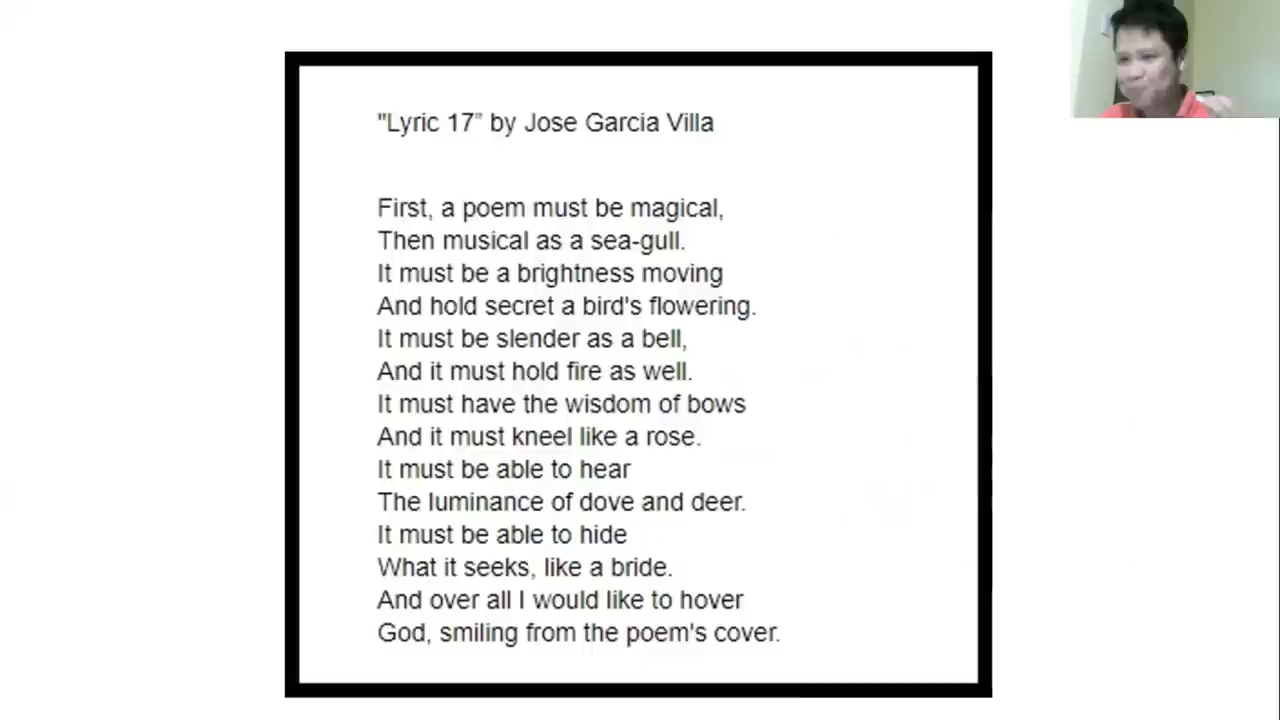 "Lyric 17” by Jose Garcia Villa
First, a poem must be magical,
Then musical as a sea-gull.
It must be a brightness moving
And hold secret a bird's flowering.
It must be slender as a bell,
And it must hold fire as well.
It must have the wisdom of bows
And it must kneel like a rose.
It must be able to hear
The luminance of dove and deer.
It must be able to hide
What it seeks, like a bride.
And over all I would like to hover
God, smiling from the poem's cover.